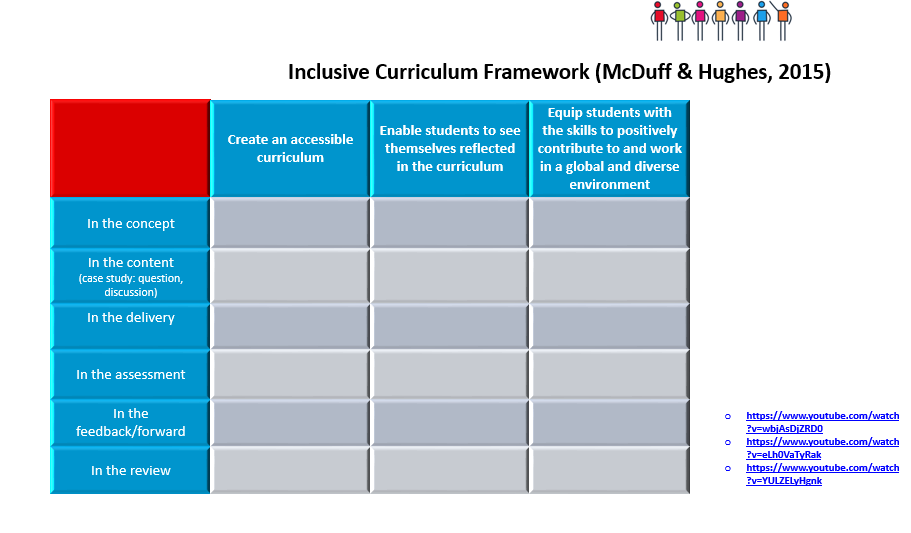 Inclusive Curriculum Framework (McDuff & Hughes, 2015)
Create an accessible
curriculum
Enable students to see
themselves reflected
in the curriculum
Equip students with
the skills to positively
contribute to and work
in a global and diverse
environment
In the concept
In the content
(case study: question,
discussion)
In the delivery
In the assessment
In the
feedback/forward
In the review
https://www.youtube.com/watch
?v=wbjAsDjZRD0
https://www.youtube.com/watch
?v=eLh0VaTyRak
https://www.youtube.com/watch
?v=YULZELyHgnk